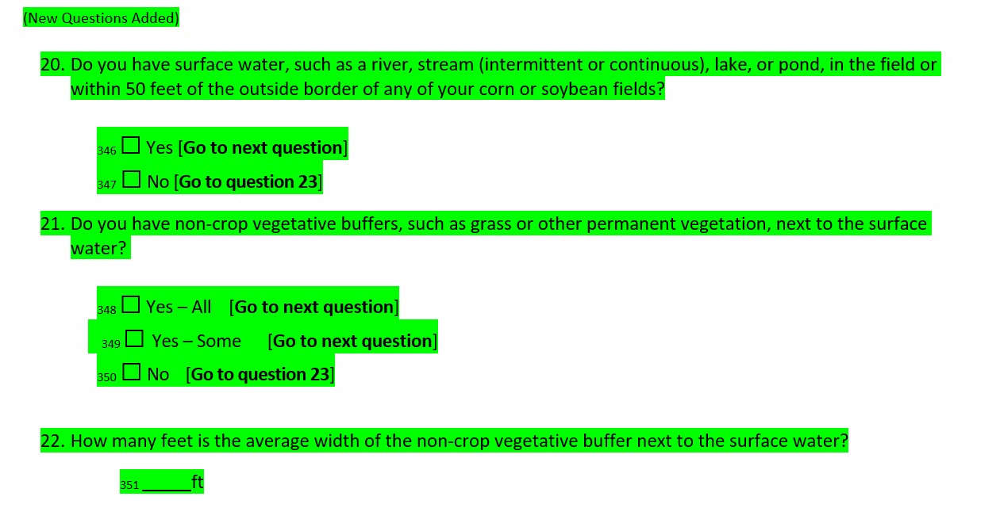 (New Questions Added)
20. Do you have surface water, such as a river, stream (intermittent or continuous), lake, or pond, in the field or
within 50 feet of the outside border of any of your corn or soybean fields?
346 ☐ Yes [Go to next question]
347 ☐ No [Go to question 23]
21. Do you have non-crop vegetative buffers, such as grass or other permanent vegetation, next to the surface
water?
348 ☐ Yes – All [Go to next question]
349 ☐ Yes – Some [Go to next question]
350 ☐ No [Go to question 23]
22. How many feet is the average width of the non-crop vegetative buffer next to the surface water?
351 _____ft